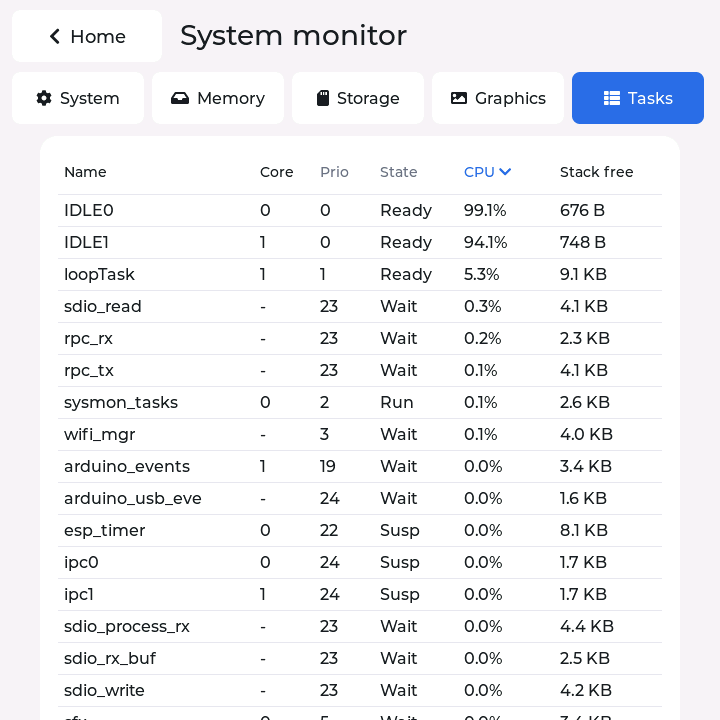 Home System monitor
System Memory Storage Graphics Tasks
Name Core Prio State CPU Stack free
IDLE0 0 0 Ready 99.1% 676 B
IDLE1 1 0 Ready 94.1% 748 B
loopTask 1 1 Ready 5.3% 9.1 KB
sdio_read - 23 Wait 0.3% 4.1 KB
rpc_rx - 23 Wait 0.2% 2.3 KB
rpc_tx - 23 Wait 0.1% 4.1 KB
sysmon_tasks 0 2 Run 0.1% 2.6 KB
wifi_mgr - 3 Wait 0.1% 4.0 KB
arduino_events 1 19 Wait 0.0% 3.4 KB
arduino_usb_eve - 24 Wait 0.0% 1.6 KB
esp_timer 0 22 Susp 0.0% 8.1 KB
ipc0 0 24 Susp 0.0% 1.7 KB
ipc1 1 24 Susp 0.0% 1.7 KB
sdio_process_rx - 23 Wait 0.0% 4.4 KB
sdio_rx_buf - 23 Wait 0.0% 2.5 KB
sdio_write - 23 Wait 0.0% 4.2 KB